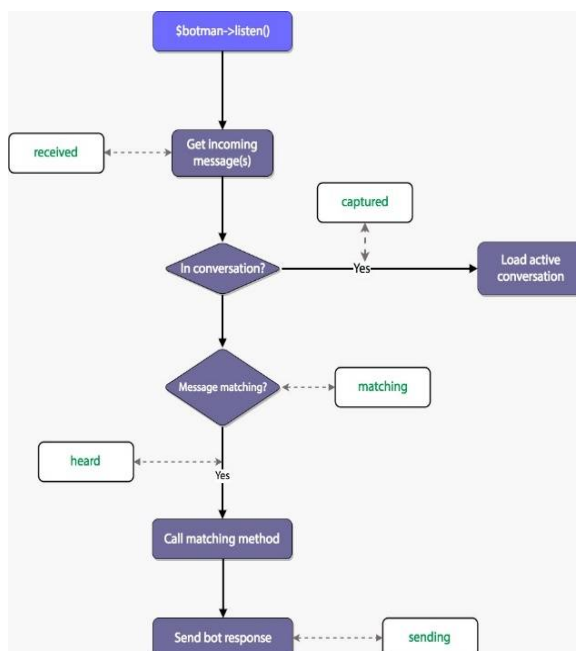 $botman->listen()
received
Get incoming
message(s)
captured
In conversation?
Yes
Load active
conversation
Message matching?
matching
heard
Yes
Call matching method
Send bot response
sending